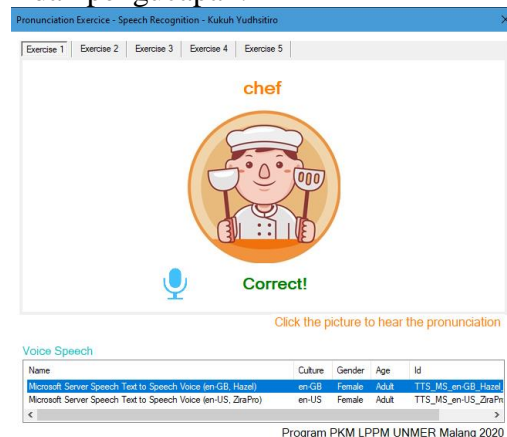 Pronunciation Exercice - Speech Recognition - Kukuh Yudhsitiro
Exercise 1 Exercise 2 Exercise 3 Exercise 4 Exercise 5
chef
Correct!
Click the picture to hear the pronunciation
Voice Speech
Name Culture Gender Age Id
Microsoft Server Speech Text to Speech Voice (en-GB, Hazel) en-GB Female Adult TTS_MS_en-GB_Hazel_
Microsoft Server Speech Text to Speech Voice (en-US, ZiraPro) en-US Female Adult TTS_MS_en-US_ZiraPr
Program PKM LPPM UNMER Malang 2020